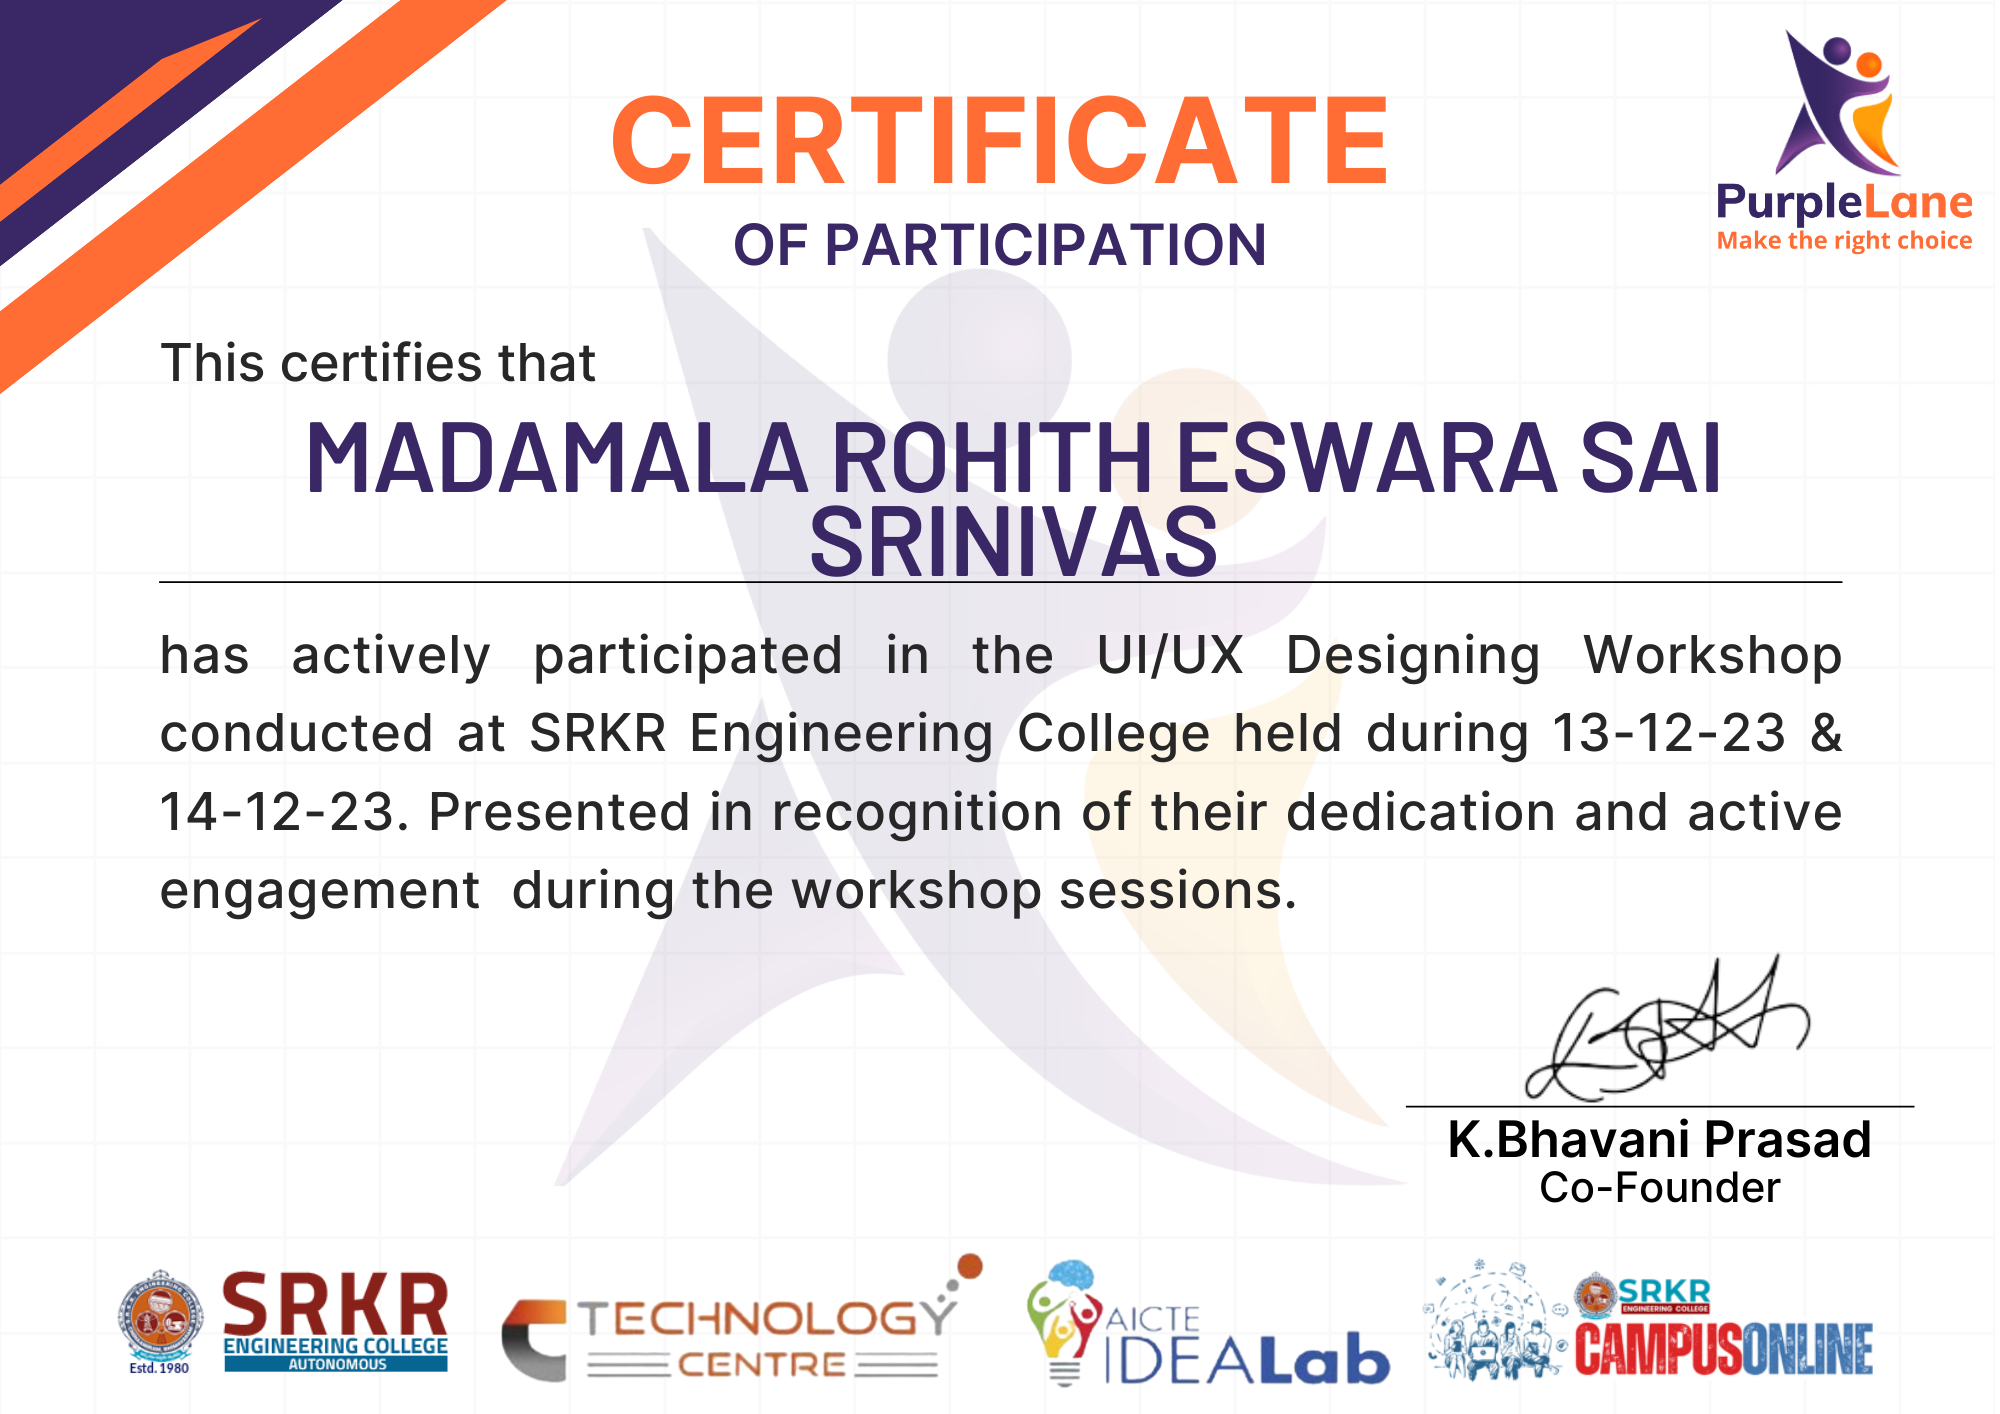 CERTIFICATE
PurpleLane
Make the right choice
OF PARTICIPATION
This certifies that
MADAMALA ROHITH ESWARA SAI
SRINIVAS
has actively participated in the UI/UX Designing Workshop
conducted at SRKR Engineering College held during 13-12-23 &
14-12-23. Presented in recognition of their dedication and active
engagement during the workshop sessions.
K.Bhavani Prasad
Co-Founder
Estd. 1980
SRKR
ENGINEERING COLLEGE
AUTONOMOUS
TECHNOLOGY
CENTRE
AICTE
IDEALab
SRKR
ENGINEERING COLLEGE
CAMPUSONLINE